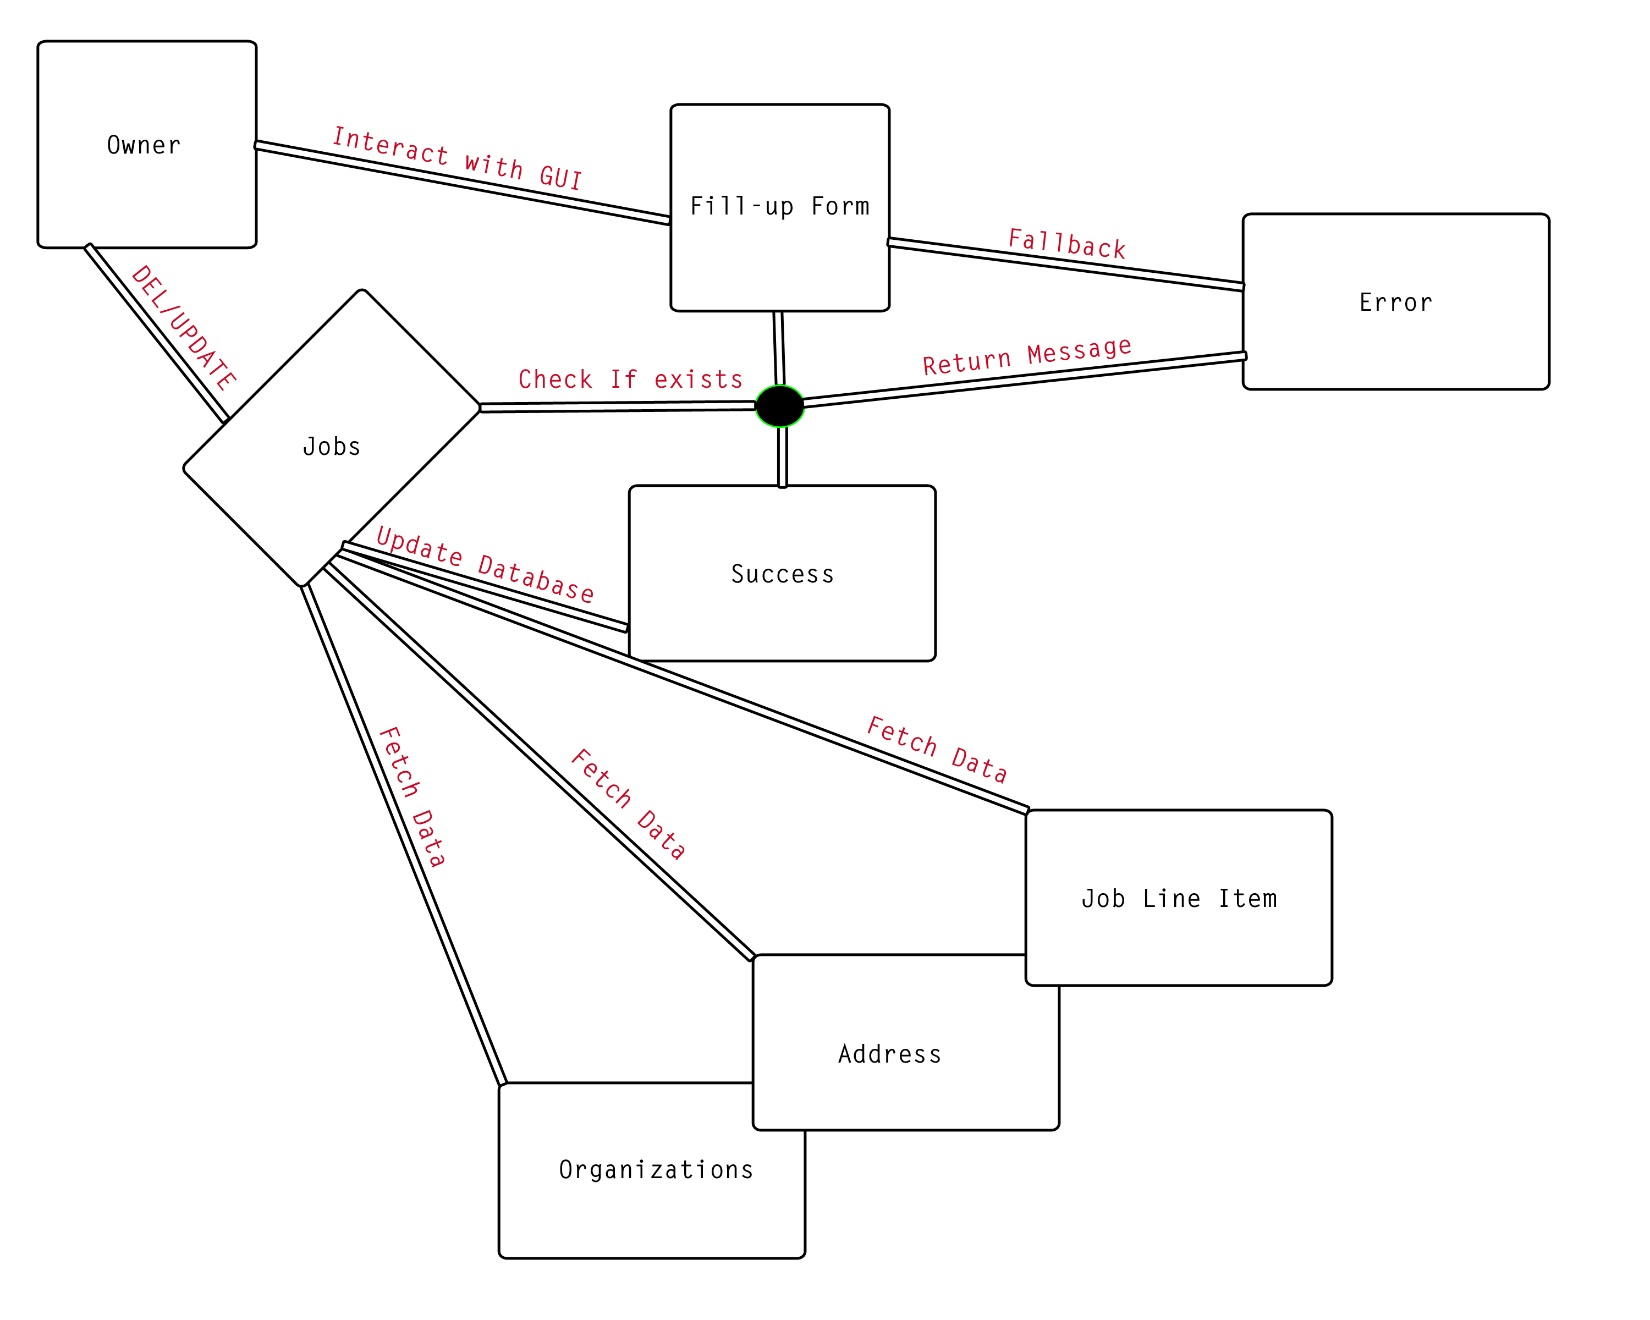 Owner
Interact with GUI
Fill-up Form
Fallback
Error
DEL/UPDATE
Return Message
Check If exists
Jobs
Update Database
Success
Fetch Data
Fetch Data
Fetch Data
Job Line Item
Address
Organizations